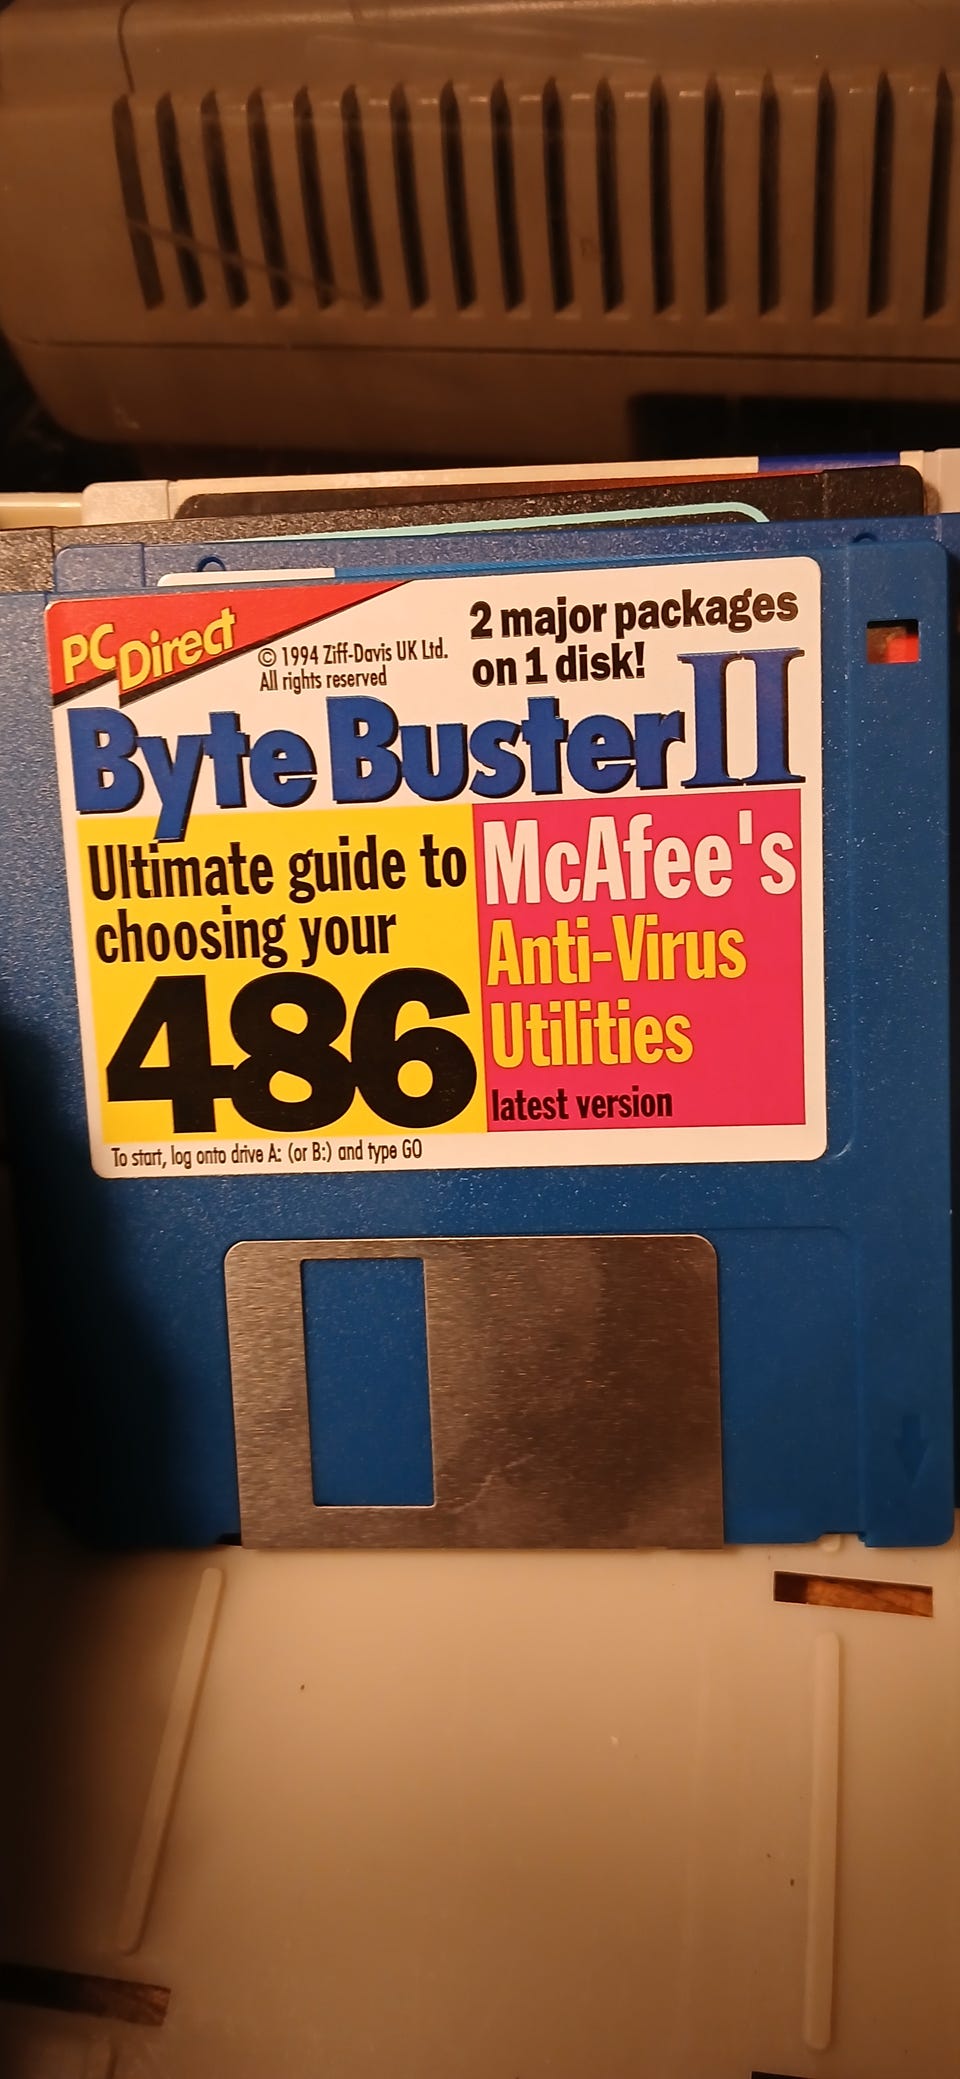 PC Direct
© 1994 Ziff-Davis UK Ltd.
All rights reserved
2 major packages
on 1 disk!
Byte Buster II
Ultimate guide to
choosing your
486
McAfee's
Anti-Virus
Utilities
latest version
To start, log onto drive A: (or B:) and type GO